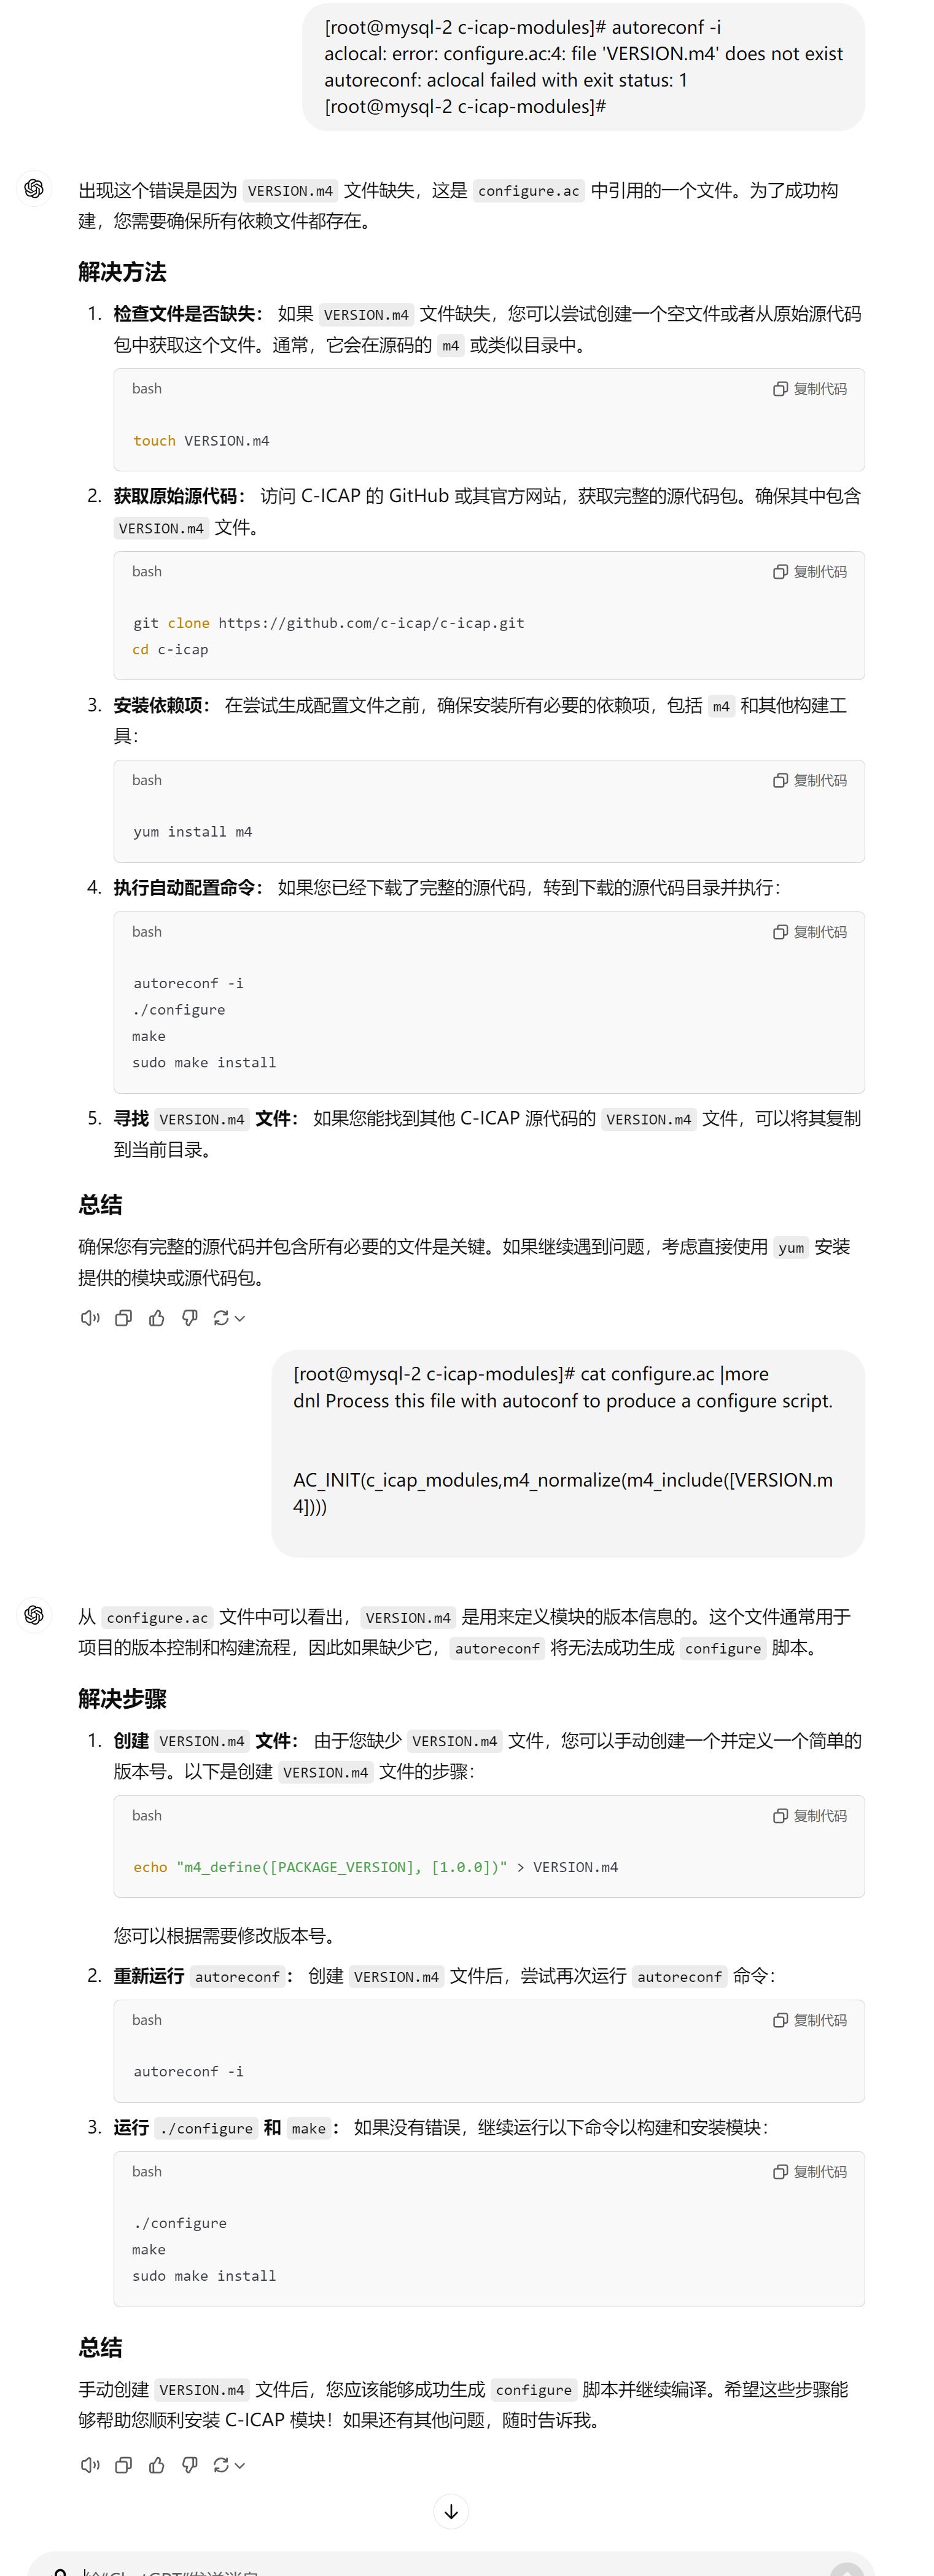 [root@mysql-2 c-icap-modules]# autoreconf -i
aclocal: error: configure.ac:4: file 'VERSION.m4' does not exist
autoreconf: aclocal failed with exit status: 1
[root@mysql-2 c-icap-modules]#
出现这个错误是因为 VERSION.m4 文件缺失，这是 configure.ac 中引用的一个文件。为了成功构
建，您需要确保所有依赖文件都存在。
解决方法
1. 检查文件是否缺失： 如果 VERSION.m4 文件缺失，您可以尝试创建一个空文件或者从原始源代码
包中获取这个文件。通常，它会在源码的 m4 或类似目录中。
bash 复制代码
touch VERSION.m4
2. 获取原始源代码： 访问 C-ICAP 的 GitHub 或其官方网站，获取完整的源代码包。确保其中包含
VERSION.m4 文件。
bash 复制代码
git clone https://github.com/c-icap/c-icap.git
cd c-icap
3. 安装依赖项： 在尝试生成配置文件之前，确保安装所有必要的依赖项，包括 m4 和其他构建工
具：
bash 复制代码
yum install m4
4. 执行自动配置命令： 如果您已经下载了完整的源代码，转到下载的源代码目录并执行：
bash 复制代码
autoreconf -i
./configure
make
sudo make install
5. 寻找 VERSION.m4 文件： 如果您能找到其他 C-ICAP 源代码的 VERSION.m4 文件，可以将其复制
到当前目录。
总结
确保您有完整的源代码并包含所有必要的文件是关键。如果继续遇到问题，考虑直接使用 yum 安装
提供的模块或源代码包。
[root@mysql-2 c-icap-modules]# cat configure.ac |more
dnl Process this file with autoconf to produce a configure script.
AC_INIT(c_icap_modules,m4_normalize(m4_include([VERSION.m
4])))
从 configure.ac 文件中可以看出，VERSION.m4 是用来定义模块的版本信息的。这个文件通常用于
项目的版本控制和构建流程，因此如果缺少它，autoreconf 将无法成功生成 configure 脚本。
解决步骤
1. 创建 VERSION.m4 文件： 由于您缺少 VERSION.m4 文件，您可以手动创建一个并定义一个简单的
版本号。以下是创建 VERSION.m4 文件的步骤：
bash 复制代码
echo "m4_define([PACKAGE_VERSION], [1.0.0])" > VERSION.m4
您可以根据需要修改版本号。
2. 重新运行 autoreconf： 创建 VERSION.m4 文件后，尝试再次运行 autoreconf 命令：
bash 复制代码
autoreconf -i
3. 运行 ./configure 和 make： 如果没有错误，继续运行以下命令以构建和安装模块：
bash 复制代码
./configure
make
sudo make install
总结
手动创建 VERSION.m4 文件后，您应该能够成功生成 configure 脚本并继续编译。希望这些步骤能
够帮助您顺利安装 C-ICAP 模块！如果还有其他问题，随时告诉我。